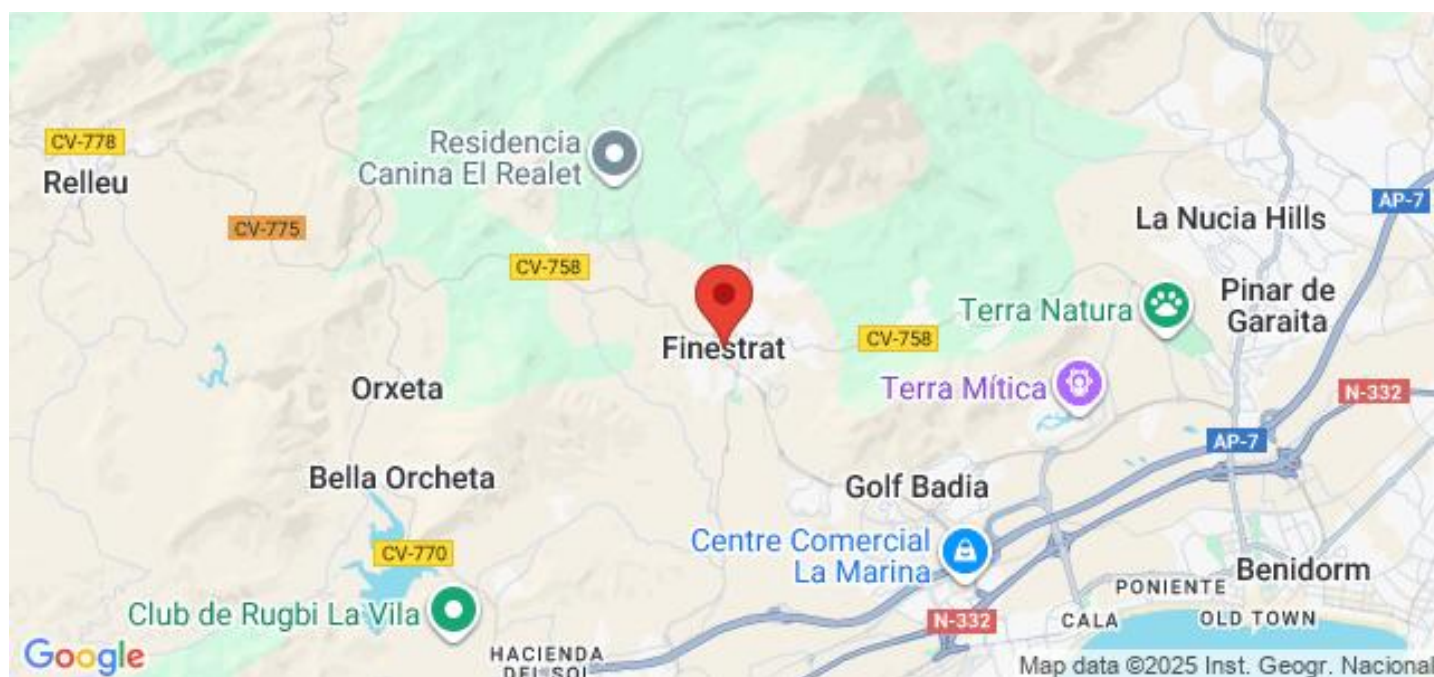 CV-778
Relleu
Residencia
Canina El Realet
CV-775
AP-7
La Nucia Hills
CV-758
Terra Natura
Pinar de
Garaita
Finestrat
CV-758
Orxeta
Terra Mítica
N-332
AP-7
Bella Orcheta
Golf Badia
CV-770
Centre Comercial
La Marina
Benidorm
PONIENTE
Club de Rugbi La Vila
N-332
CALA
OLD TOWN
Google
HACIENDA
DEL SOL
Map data ©2025 Inst. Geogr. Nacional